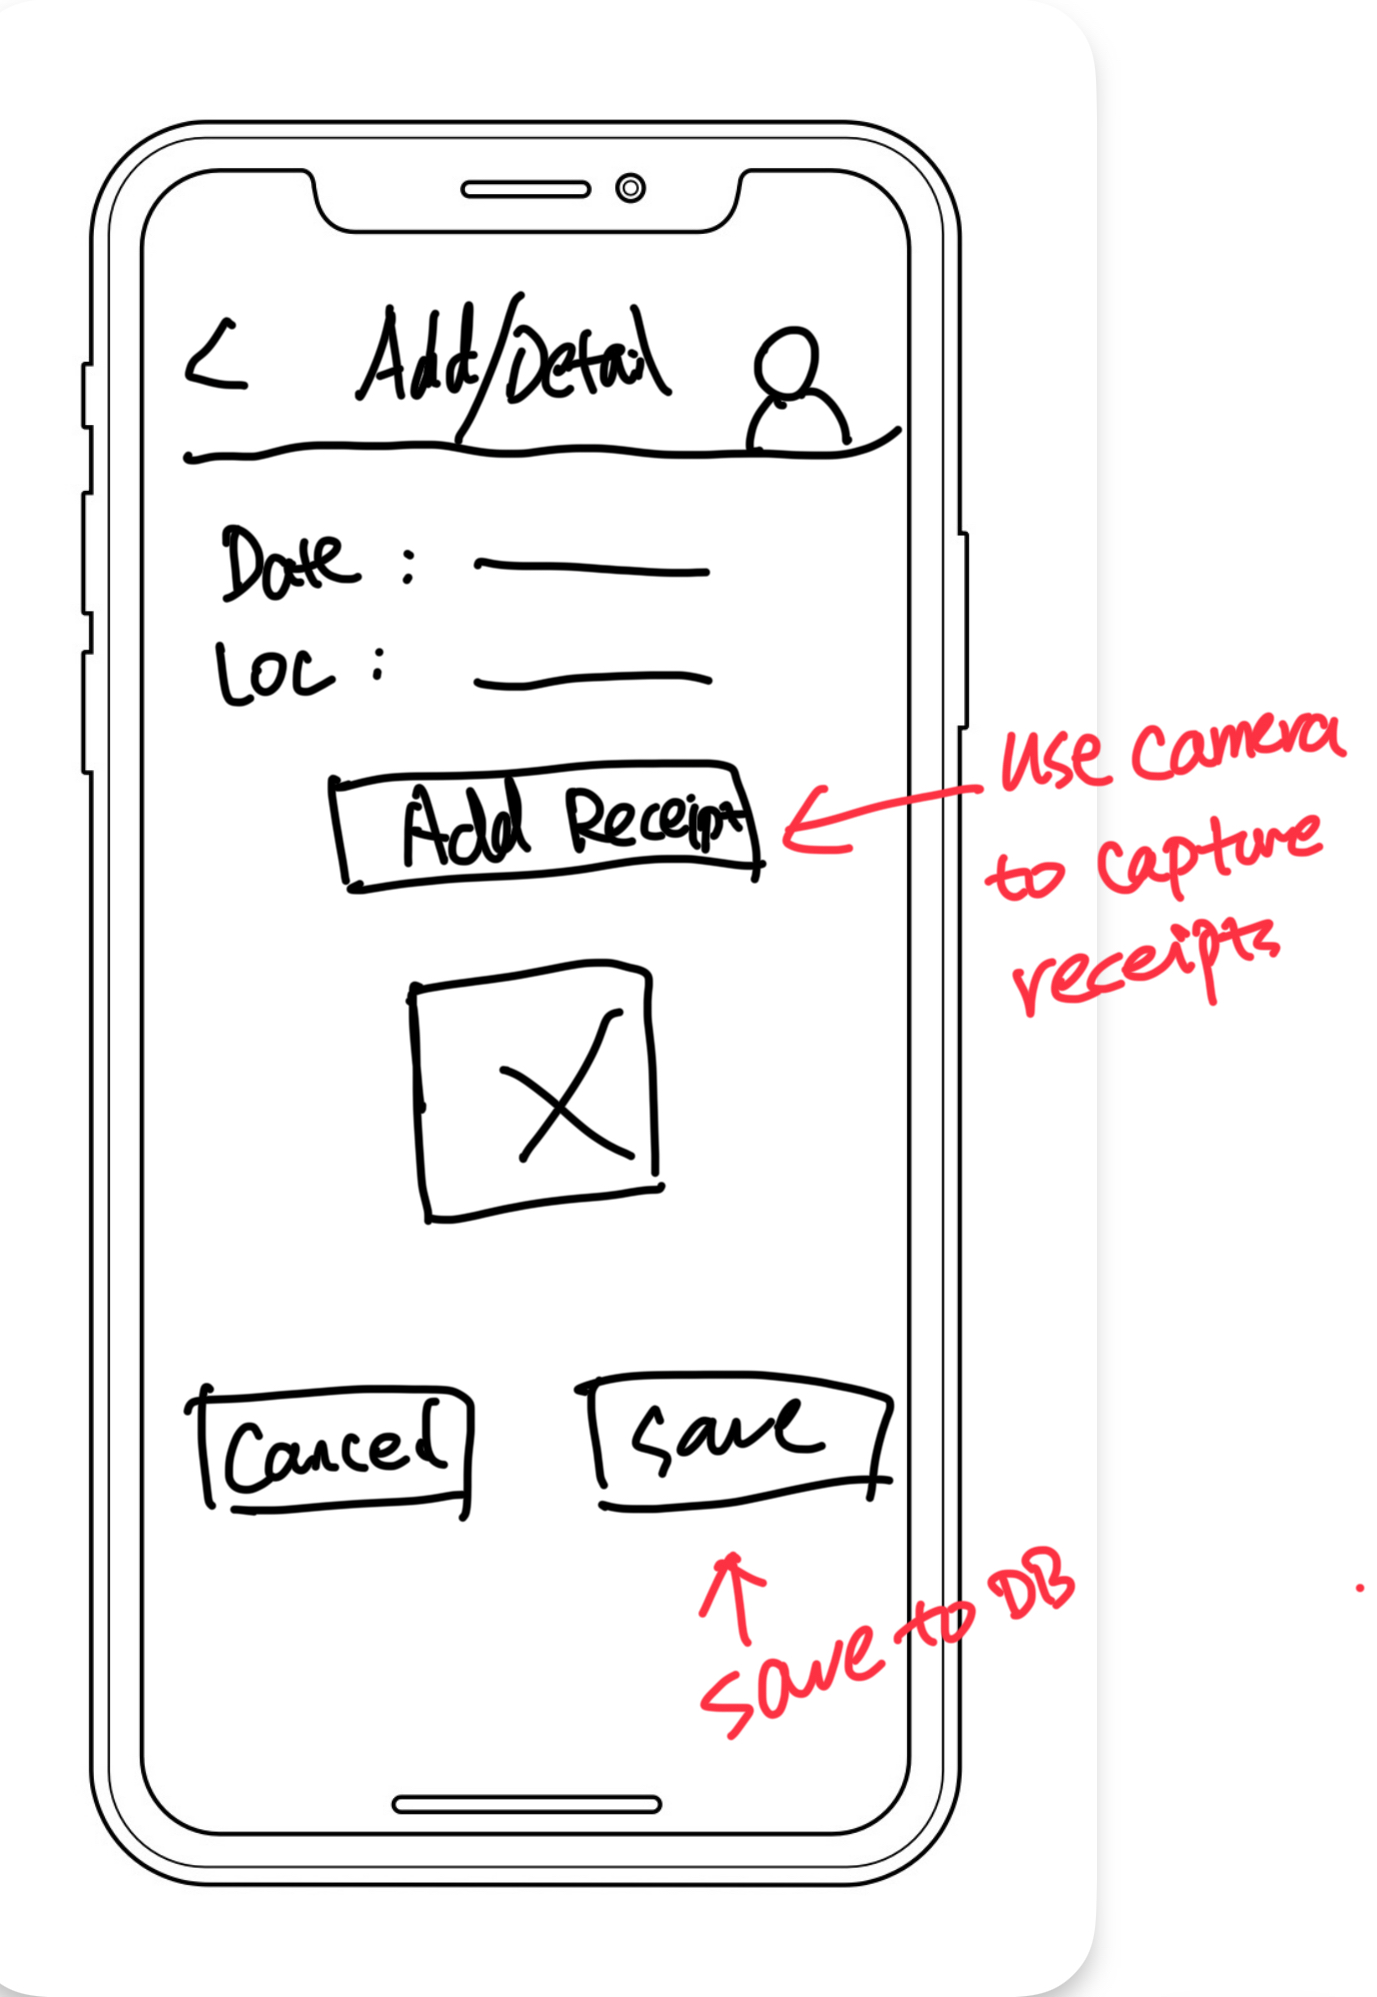 Add/Detail
Date :
Loc :
Add Receipt
use camera
to capture
receipts
Cancel
save
save to DB